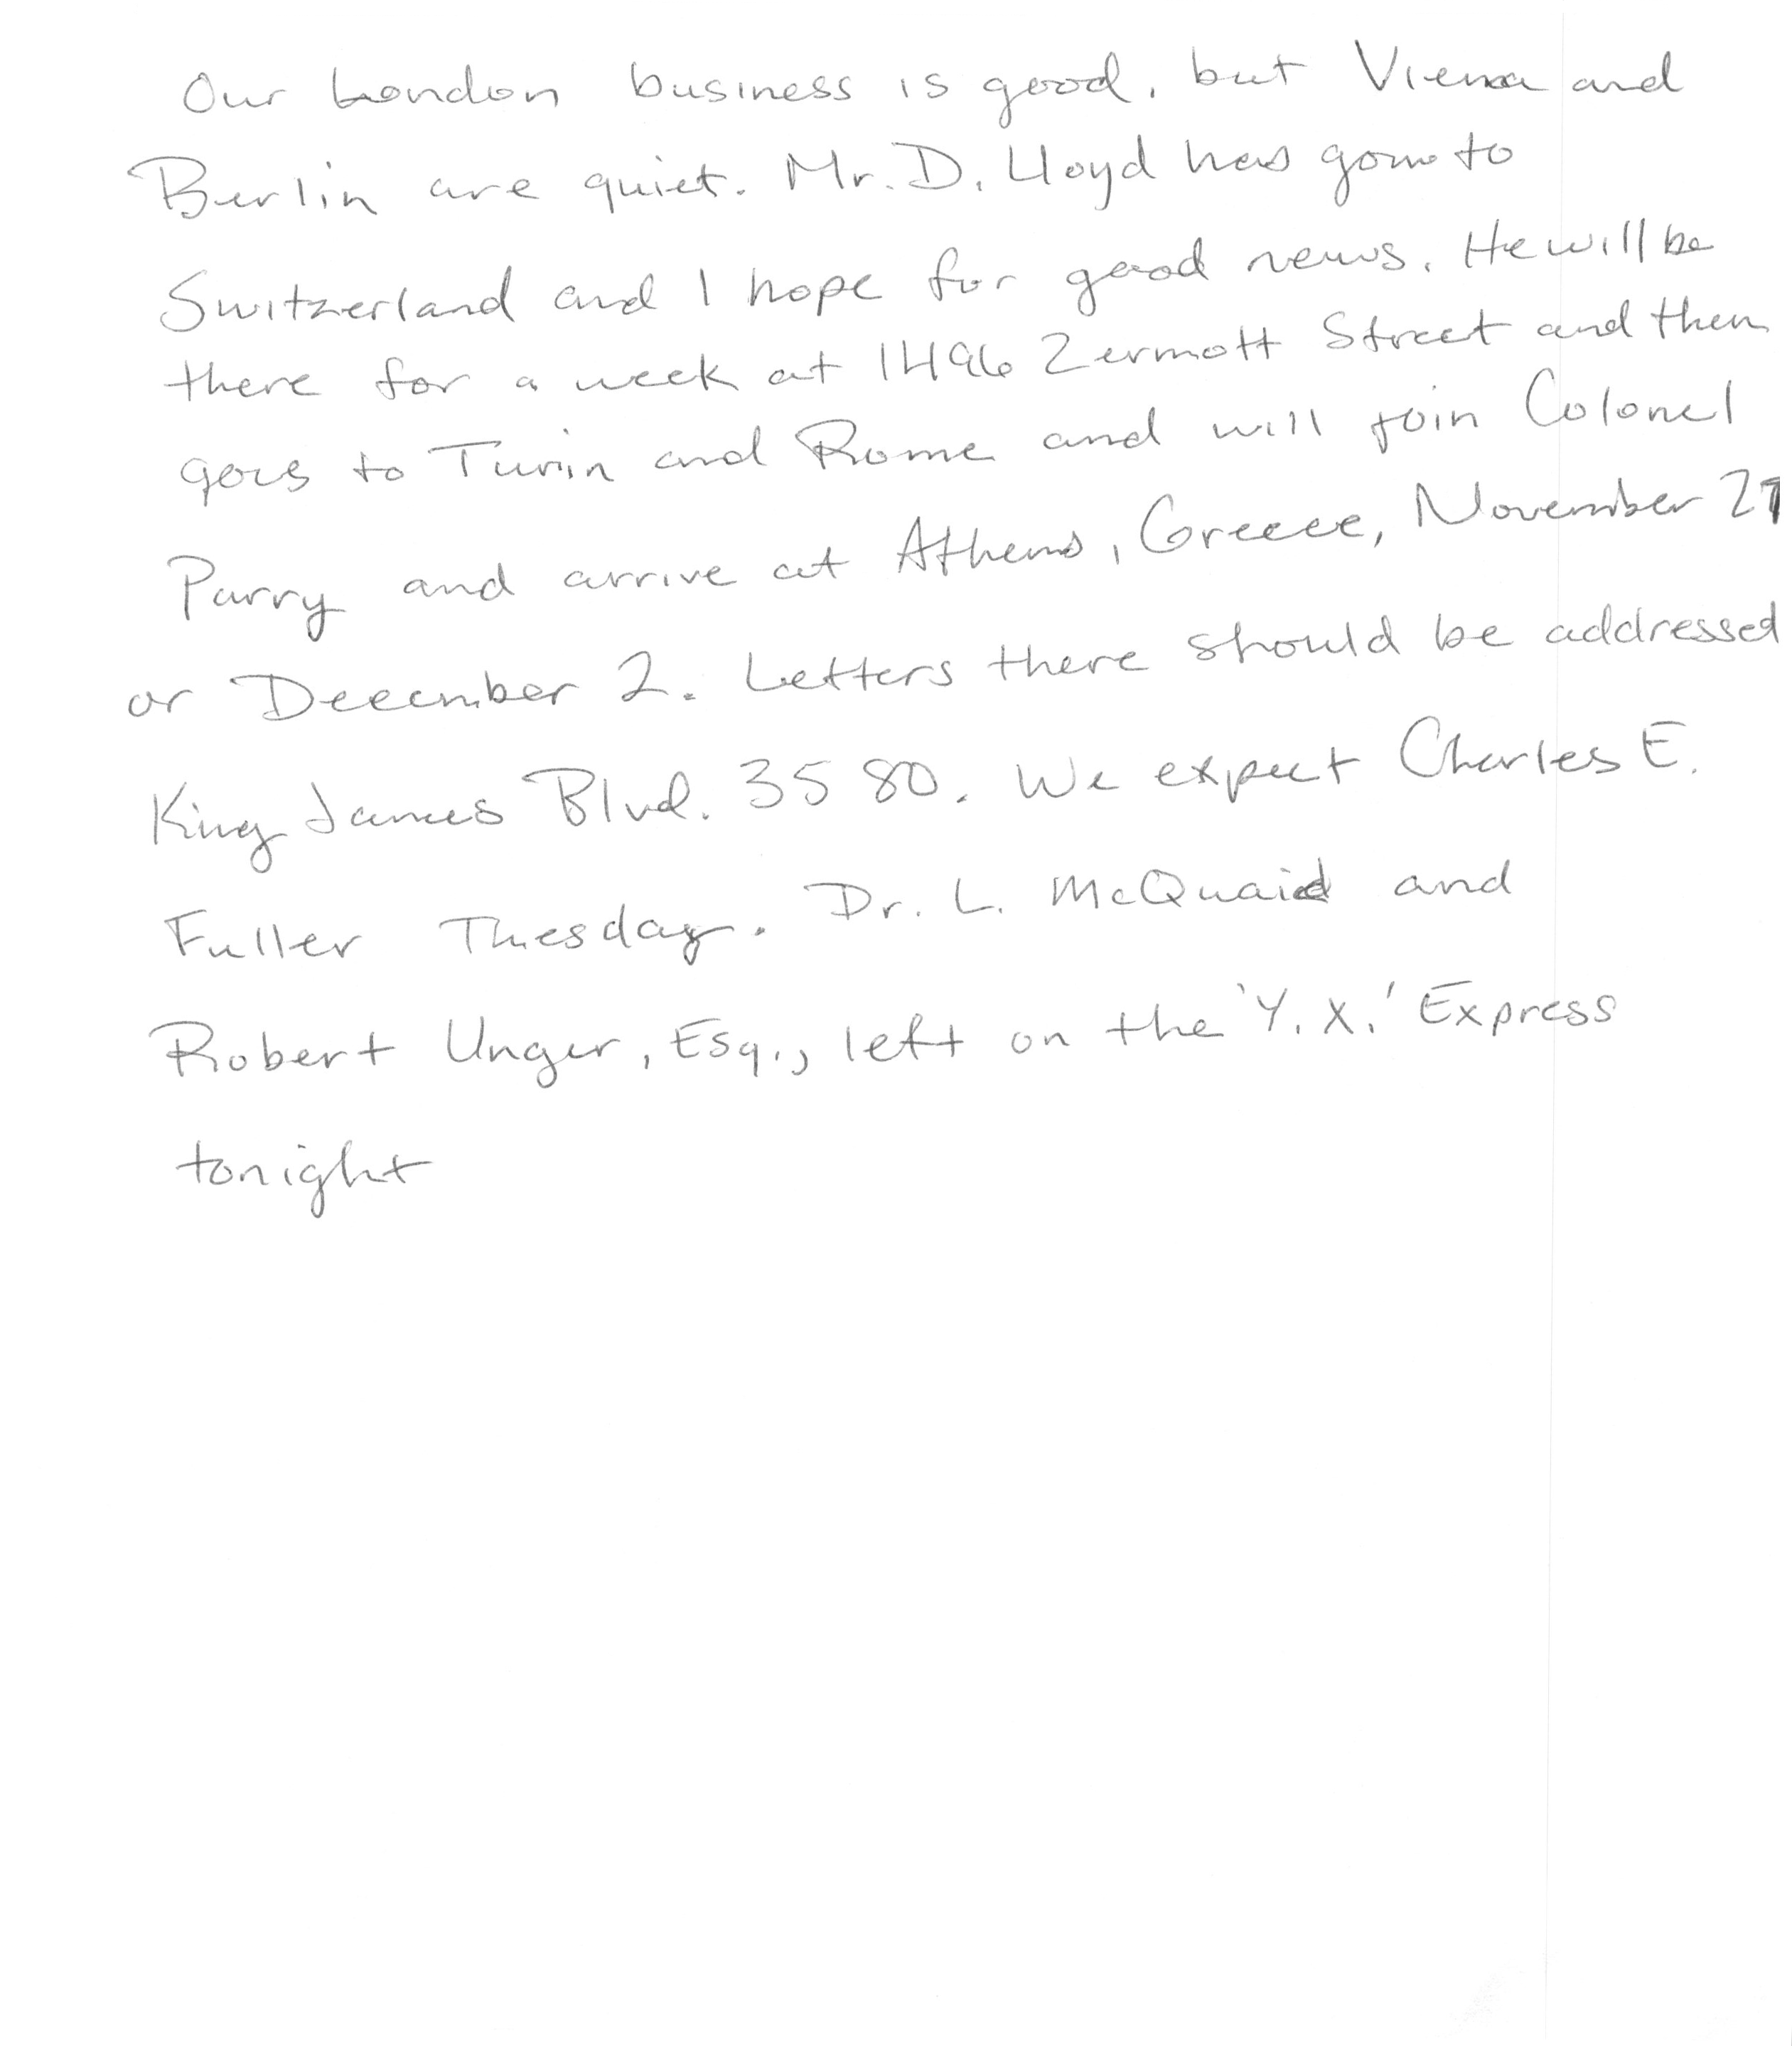 Our London business is good, but Viena and
Berlin are quiet. Mr. D. Lloyd has gone to
Switzerland and I hope for good news. He will be
there for a week at 1496 Zermott Street and then
goes to Turin and Rome and will join Colonel
Parry and arrive at Athens, Greece, November 27
or December 2. Letters there should be addressed
King James Blvd. 3580. We expect Charles E.
Fuller Tuesday. Dr. L. McQuaid and
Robert Unger, Esq., left on the 'Y. X.' Express
tonight